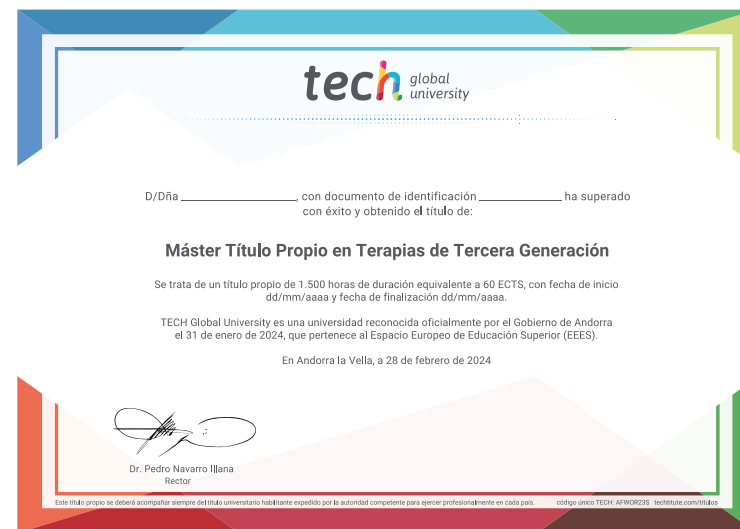 tech global university
D/Dña ____________, con documento de identificación ____________ ha superado
con éxito y obtenido el título de:
Máster Título Propio en Terapias de Tercera Generación
Se trata de un título propio de 1.500 horas de duración equivalente a 60 ECTS, con fecha de inicio
dd/mm/aaaa y fecha de finalización dd/mm/aaaa.
TECH Global University es una universidad reconocida oficialmente por el Gobierno de Andorra
el 31 de enero de 2024, que pertenece al Espacio Europeo de Educación Superior (EEES).
En Andorra la Vella, a 28 de febrero de 2024
Dr. Pedro Navarro Illana
Rector
Este título propio se deberá acompañar siempre del título universitario habilitante expedido por la autoridad competente para ejercer profesionalmente en cada país. código único TECH: AFWOR23S techtitute.com/titulos